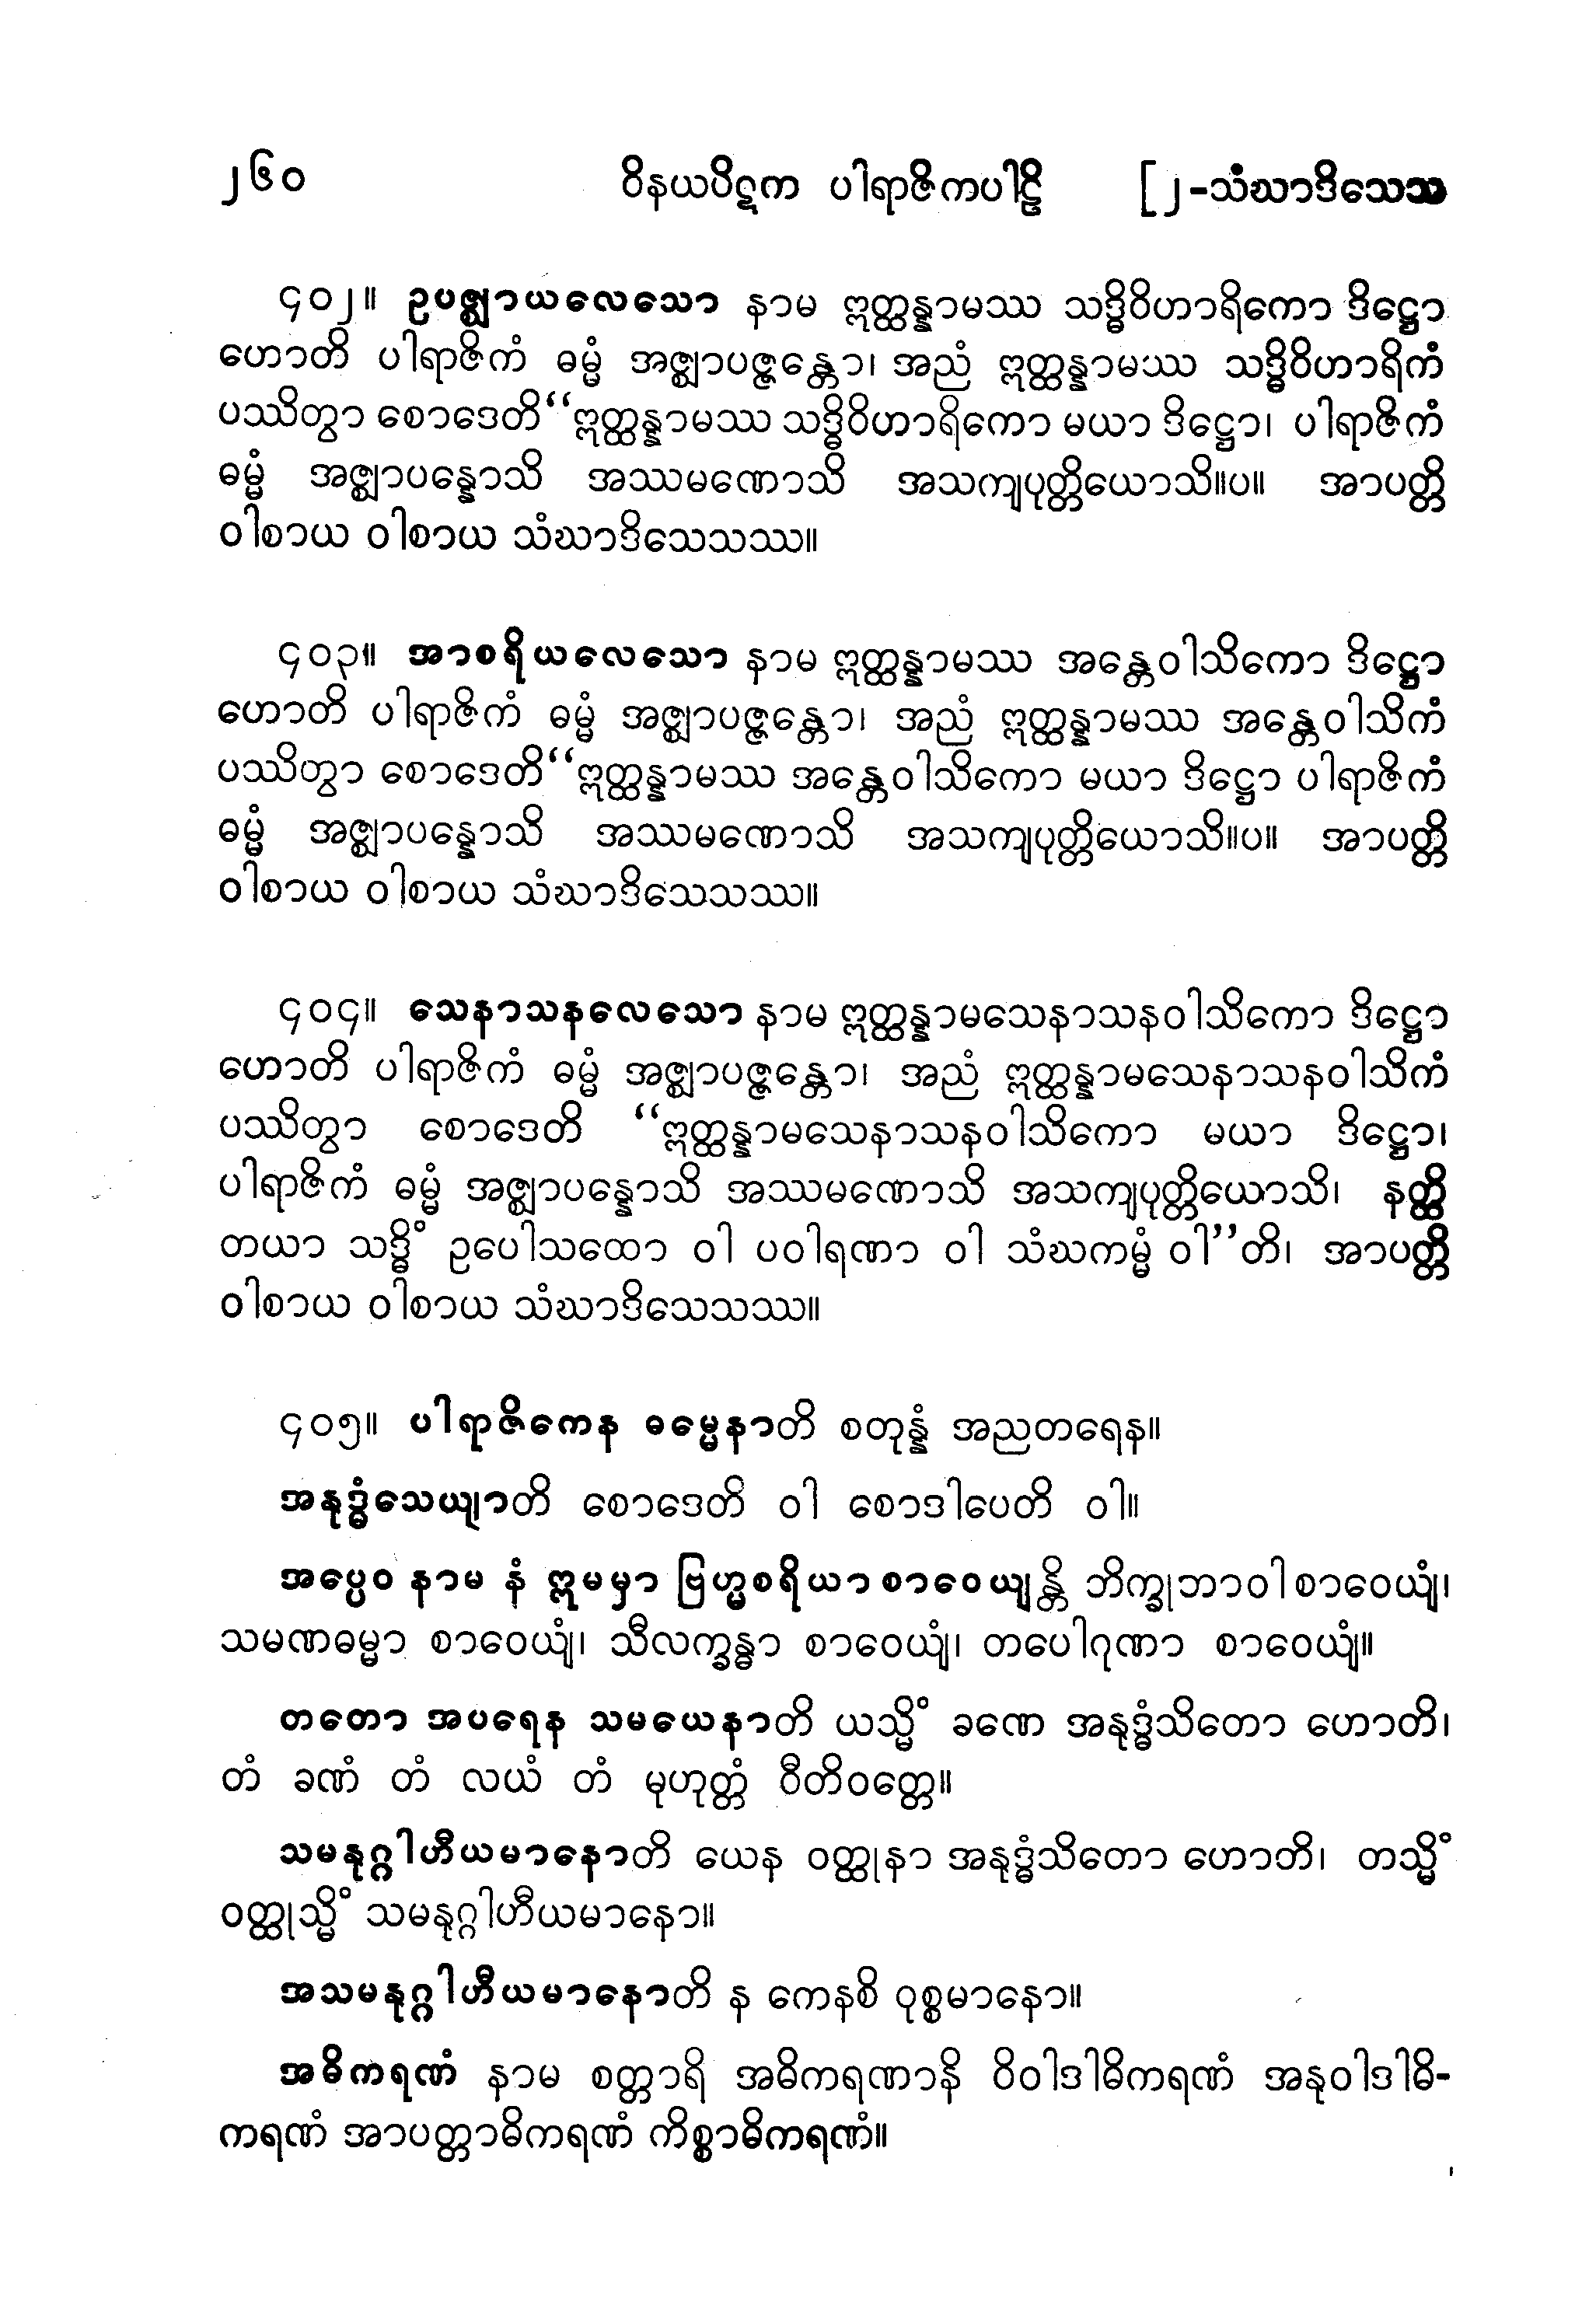 ၂၆၀ ဝိနယပိဋက ပါရာဇိကပါဠိ [၂-သံဃာဒိသေသ
၄၀၂။ ဥပဇ္ဈာယလေသော နာမ ဣတ္ထန္နာမဿ သဒ္ဓိဝိဟာရိကော ဒိဋ္ဌော
ဟောတိ ပါရာဇိကံ ဓမ္မံ အဇ္ဈာပဇ္ဇန္တော၊ အညံ ဣတ္ထန္နာမဿ သဒ္ဓိဝိဟာရိကံ
ပဿိတွာ စောဒေတိ “ဣတ္ထန္နာမဿ သဒ္ဓိဝိဟာရိကော မယာ ဒိဋ္ဌော၊ ပါရာဇိကံ
ဓမ္မံ အဇ္ဈာပန္နောသိ အဿမဏောသိ အသကျပုတ္တိယောသိ။ပ။ အာပတ္တိ
ဝါစာယ ဝါစာယ သံဃာဒိသေသဿ။
၄၀၃။ အာစရိယလေသော နာမ ဣတ္ထန္နာမဿ အန္တေဝါသိကော ဒိဋ္ဌော
ဟောတိ ပါရာဇိကံ ဓမ္မံ အဇ္ဈာပဇ္ဇန္တော၊ အညံ ဣတ္ထန္နာမဿ အန္တေဝါသိကံ
ပဿိတွာ စောဒေတိ “ဣတ္ထန္နာမဿ အန္တေဝါသိကော မယာ ဒိဋ္ဌော ပါရာဇိကံ
ဓမ္မံ အဇ္ဈာပန္နောသိ အဿမဏောသိ အသကျပုတ္တိယောသိ။ပ။ အာပတ္တိ
ဝါစာယ ဝါစာယ သံဃာဒိသေသဿ။
၄၀၄။ သေနာသနလေသော နာမ ဣတ္ထန္နာမသေနာသနဝါသိကော ဒိဋ္ဌော
ဟောတိ ပါရာဇိကံ ဓမ္မံ အဇ္ဈာပဇ္ဇန္တော၊ အညံ ဣတ္ထန္နာမသေနာသနဝါသိကံ
ပဿိတွာ စောဒေတိ “ဣတ္ထန္နာမသေနာသနဝါသိကော မယာ ဒိဋ္ဌော၊
ပါရာဇိကံ ဓမ္မံ အဇ္ဈာပန္နောသိ အဿမဏောသိ အသကျပုတ္တိယောသိ၊ နတ္ထိ
တယာ သဒ္ဓိံ ဥပေါသထော ဝါ ပဝါရဏာ ဝါ သံဃကမ္မံ ဝါ”တိ၊ အာပတ္တိ
ဝါစာယ ဝါစာယ သံဃာဒိသေသဿ။
၄၀၅။ ပါရာဇိကေန ဓမ္မေနာတိ စတုန္နံ အညတရေန။
အနုဒ္ဓံသေယျာတိ စောဒေတိ ဝါ စောဒါပေတိ ဝါ။
အပ္ပေဝ နာမ နံ ဣမမှာ ဗြဟ္မစရိယာ စာဝေယျန္တိ ဘိက္ခုဘာဝါ စာဝေယျံ၊
သမဏဓမ္မာ စာဝေယျံ၊ သီလက္ခန္ဓာ စာဝေယျံ၊ တပေါဂုဏာ စာဝေယျံ။
တတော အပရေန သမယေနာတိ ယသ္မိံ ခဏေ အနုဒ္ဓံသိတော ဟောတိ၊
တံ ခဏံ တံ လယံ တံ မုဟုတ္တံ ဝီတိဝတ္တေ။
သမနုဂ္ဂါဟီယမာနောတိ ယေန ဝတ္ထုနာ အနုဒ္ဓံသိတော ဟောတိ၊ တသ္မိံ
ဝတ္ထုသ္မိံ သမနုဂ္ဂါဟီယမာနော။
အသမနုဂ္ဂါဟီယမာနောတိ န ကေနစိ ဝုစ္စမာနော။
အဓိကရဏံ နာမ စတ္တာရိ အဓိကရဏာနိ ဝိဝါဒါဓိကရဏံ အနုဝါဒါဓိ-
ကရဏံ အာပတ္တာဓိကရဏံ ကိစ္စာဓိကရဏံ။